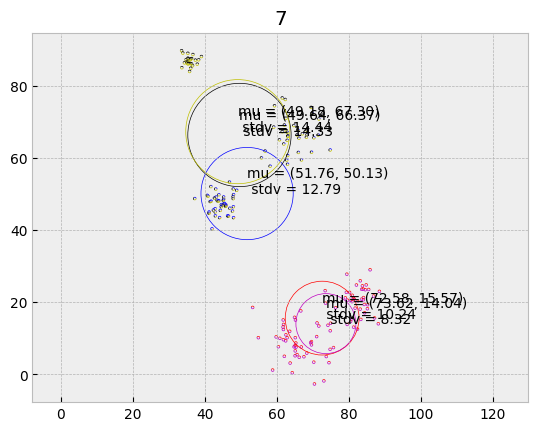 7
80
60
40
20
0
mu = (49.18, 67.30)
mu = (49.64, 66.37)
stdv = 14.44
stdv = 14.33
mu = (51.76, 50.13)
stdv = 12.79
mu = (72.58, 15.57)
mu = (73.62, 14.04)
stdv = 10.24
stdv = 8.32
0 20 40 60 80 100 120